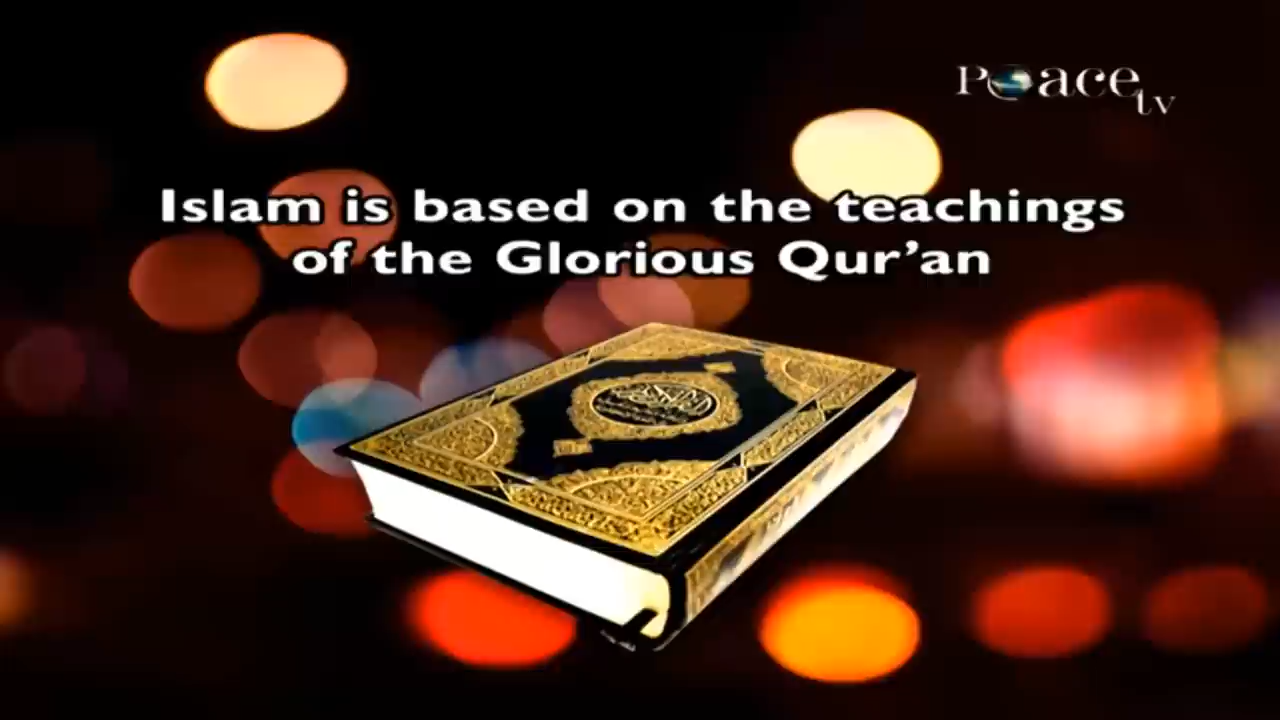 Peace tv
Islam is based on the teachings
of the Glorious Qur’an